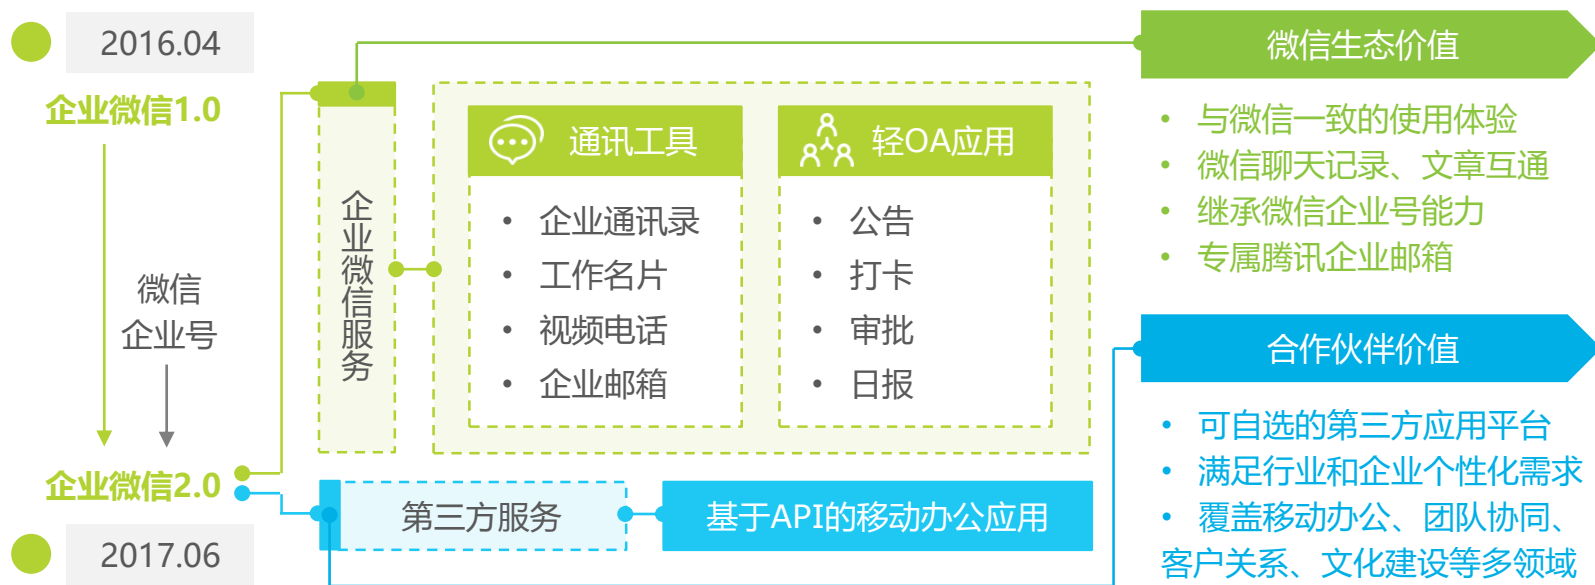 2016.04
企业微信1.0
微信
企业号
企业微信2.0
2017.06
企业微信服务
通讯工具
• 企业通讯录
• 工作名片
• 视频电话
• 企业邮箱
轻OA应用
• 公告
• 打卡
• 审批
• 日报
第三方服务
基于API的移动办公应用
微信生态价值
• 与微信一致的使用体验
• 微信聊天记录、文章互通
• 继承微信企业号能力
• 专属腾讯企业邮箱
合作伙伴价值
• 可自选的第三方应用平台
• 满足行业和企业个性化需求
• 覆盖移动办公、团队协同、
客户关系、文化建设等多领域